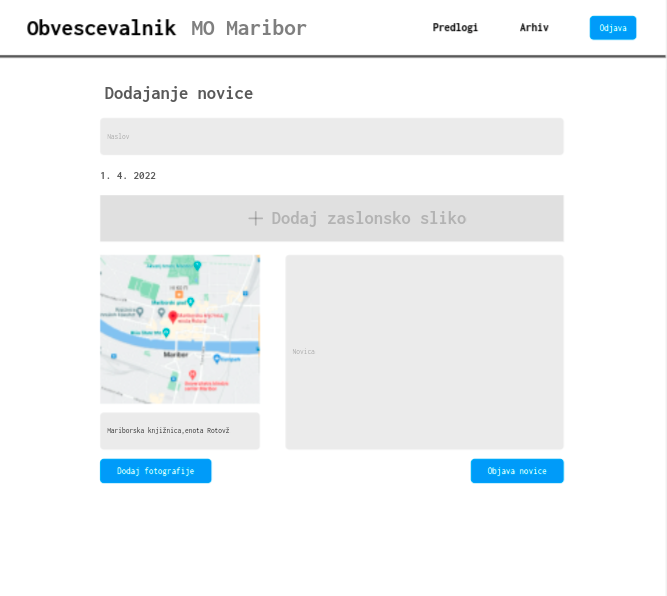 Obvescevalnik MO Maribor
Predlogi
Arhiv
Odjava
Dodajanje novice
Naslov
1. 4. 2022
+ Dodaj zaslonsko sliko
Maribor
Novica
Mariborska knjižnica,enota Rotovž
Dodaj fotografije
Objava novice